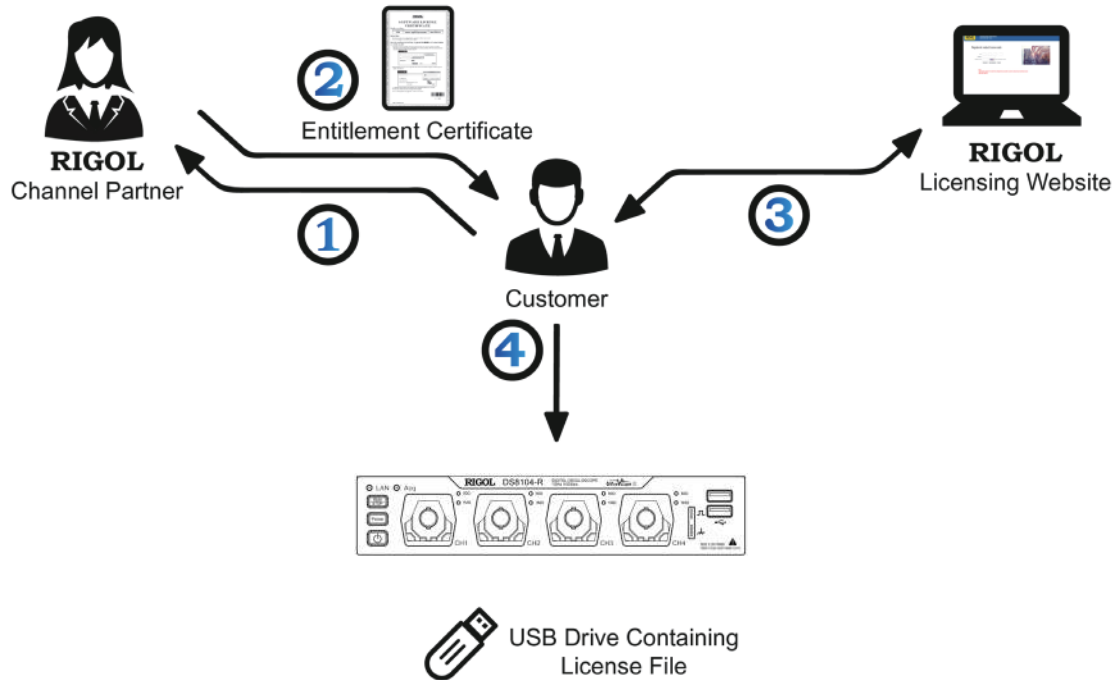 2
Entitlement Certificate
RIGOL
Channel Partner
1
3
RIGOL
Licensing Website
Customer
4
LAN Acq
RIGOL DS8104-R
CH1 CH2 CH3 CH4
USB Drive Containing
License File